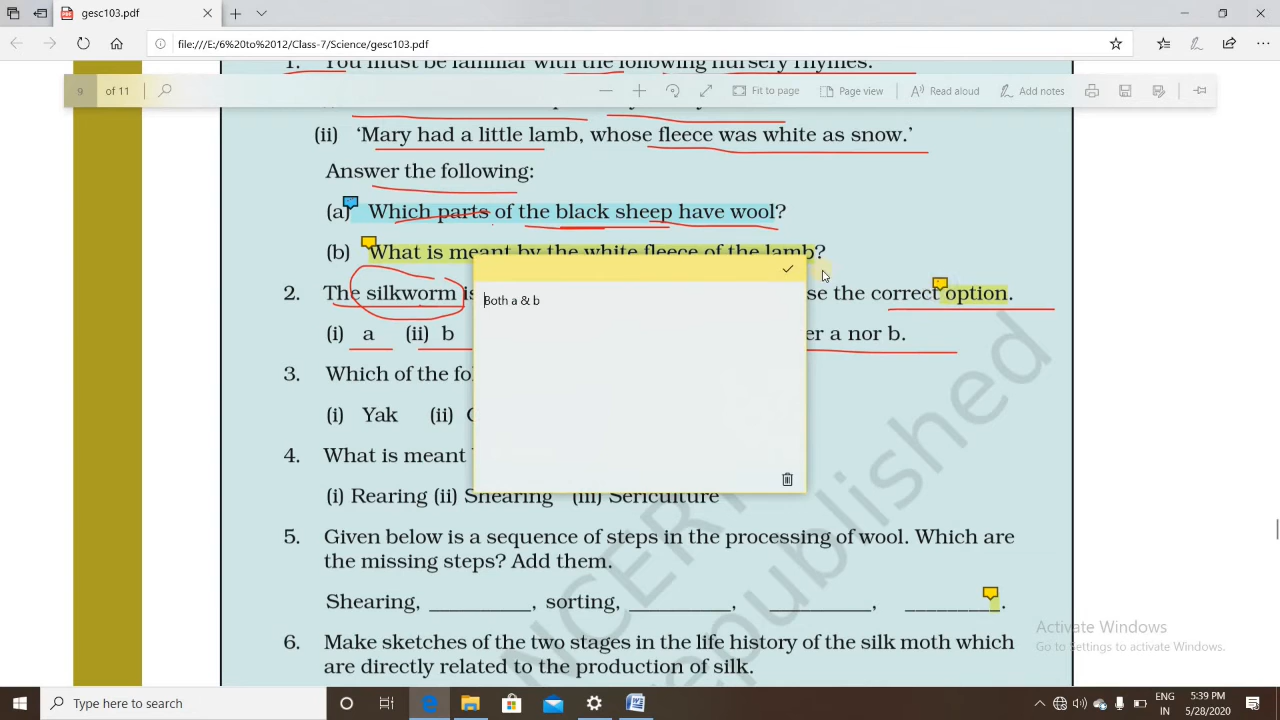 gesc103.pdf
file:///E:/6%20to%2012/Class-7/Science/gesc103.pdf
1. You must be familiar with the following nursery rhymes.
9 of 11 Fit to page Page view Read aloud Add notes
(ii) ‘Mary had a little lamb, whose fleece was white as snow.’
Answer the following:
(a) Which parts of the black sheep have wool?
(b) What is meant by the white fleece of the lamb?
2. The silkworm is
se the correct option.
Both a & b
(i) a (ii) b
er a nor b.
3. Which of the fo
(i) Yak (ii)
4. What is meant
(i) Rearing (ii) Shearing (iii) Sericulture
5. Given below is a sequence of steps in the processing of wool. Which are
the missing steps? Add them.
Shearing, __________, sorting, __________, __________, __________.
6. Make sketches of the two stages in the life history of the silk moth which
are directly related to the production of silk.
NCERT
republished
Activate Windows
Go to Settings to activate Windows.
Type here to search
ENG
IN
5:39 PM
5/28/2020